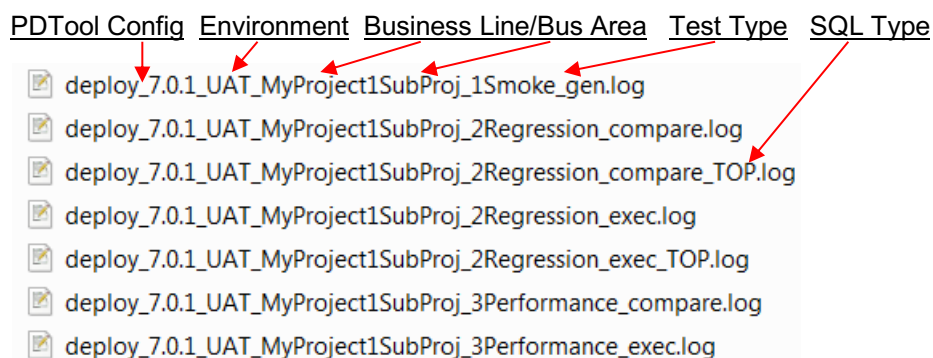 PDTool Config Environment Business Line/Bus Area Test Type SQL Type
deploy_7.0.1_UAT_MyProject1SubProj_1Smoke_gen.log
deploy_7.0.1_UAT_MyProject1SubProj_2Regression_compare.log
deploy_7.0.1_UAT_MyProject1SubProj_2Regression_compare_TOP.log
deploy_7.0.1_UAT_MyProject1SubProj_2Regression_exec.log
deploy_7.0.1_UAT_MyProject1SubProj_2Regression_exec_TOP.log
deploy_7.0.1_UAT_MyProject1SubProj_3Performance_compare.log
deploy_7.0.1_UAT_MyProject1SubProj_3Performance_exec.log